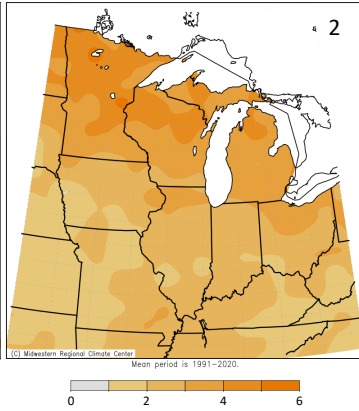 2
(C) Midwestern Regional Climate Center
Mean period is 1991-2020.
0 2 4 6